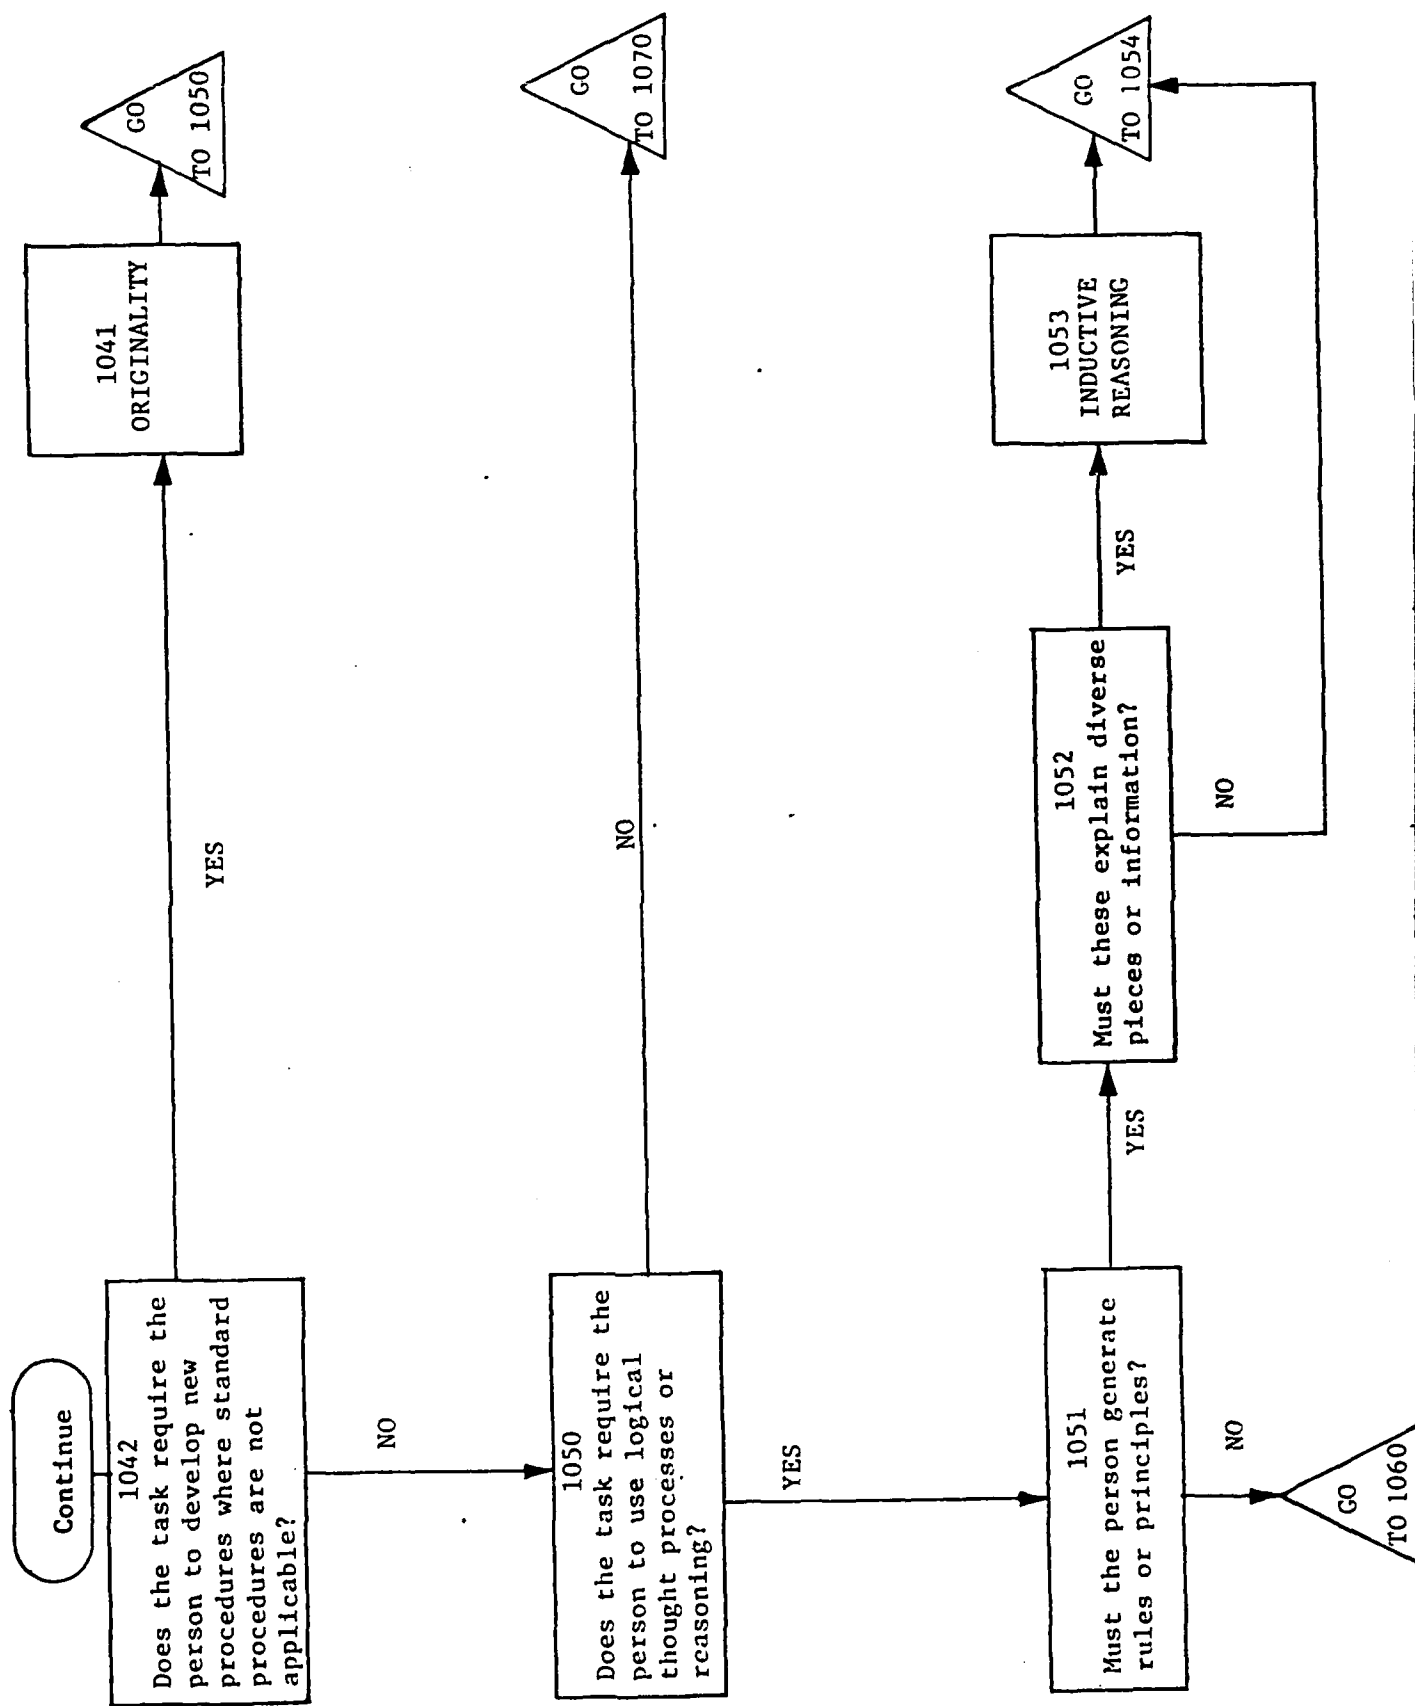 Continue
1042
Does the task require the
person to develop new
procedures where standard
procedures are not
applicable?
YES
1041
ORIGINALITY
GO
TO 1050
NO
1050
Does the task require the
person to use logical
thought processes or
reasoning?
NO
GO
TO 1070
YES
1051
Must the person generate
rules or principles?
YES
1052
Must these explain diverse
pieces or information?
YES
1053
INDUCTIVE
REASONING
GO
TO 1054
NO
NO
GO
TO 1060